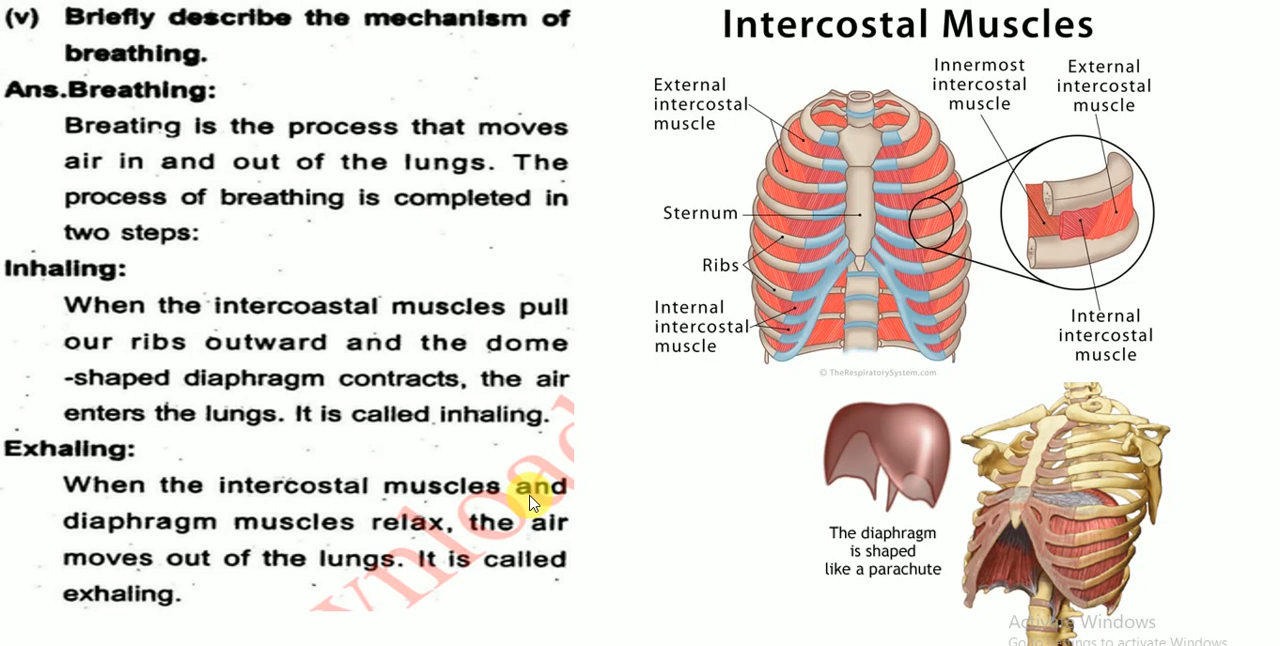 (v) Briefly describe the mechanism of
breathing.
Ans.Breathing:
Breating is the process that moves
air in and out of the lungs. The
process of breathing is completed in
two steps:
Inhaling:
When the intercoastal muscles pull
our ribs outward and the dome
-shaped diaphragm contracts, the air
enters the lungs. It is called inhaling.
Exhaling:
When the intercostal muscles and
diaphragm muscles relax, the air
moves out of the lungs. It is called
exhaling.
Intercostal Muscles
External
intercostal
muscle
Sternum
Ribs
Internal
intercostal
muscle
Innermost
intercostal
muscle
External
intercostal
muscle
Internal
intercostal
muscle
© TheRespiratorySystem.com
The diaphragm
is shaped
like a parachute
Activate Windows
to activate Windows